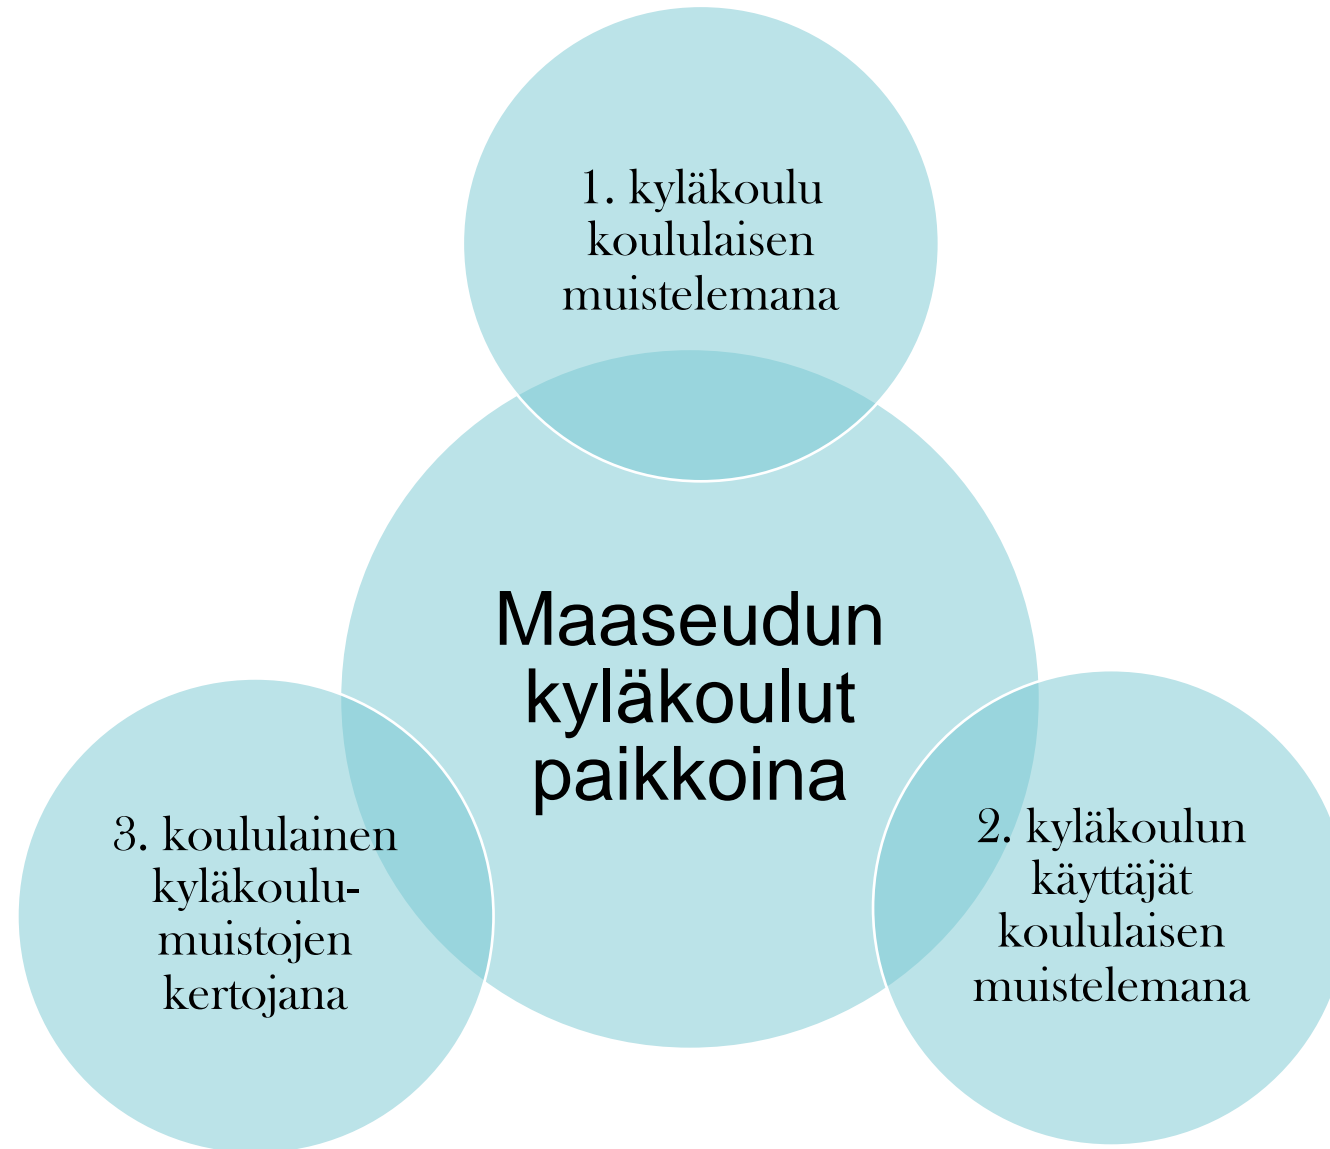 1. kyläkoulu
koululaisen
muistelemana
Maaseudun
kyläkoulut
paikkoina
2. kyläkoulun
käyttäjät
koululaisen
muistelemana
3. koululainen
kyläkoulu-
muistojen
kertojana